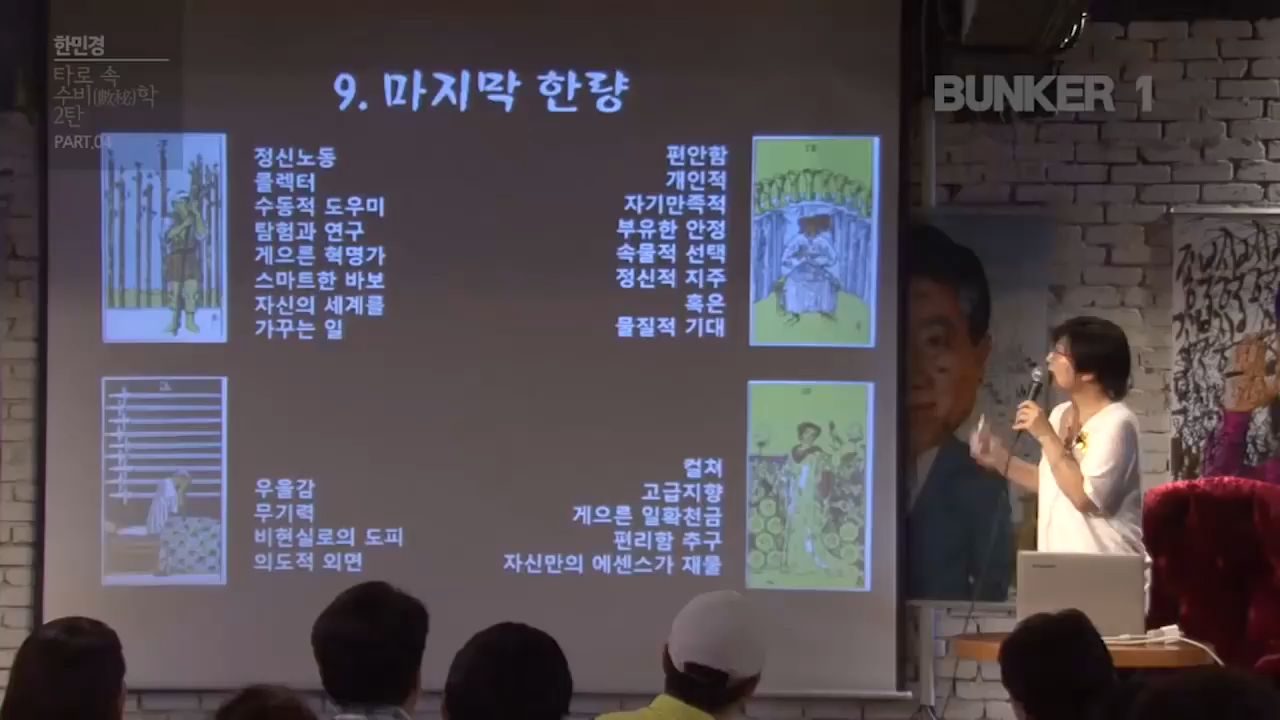 한민경
타로 속
수비(數秘)학
2탄
PART.04
BUNKER 1
9. 마지막 한량
정신노동
콜렉터
수동적 도우미
탐험과 연구
게으른 혁명가
스마트한 바보
자신의 세계를
가꾸는 일
편안함
개인적
자기만족적
부유한 안정
속물적 선택
정신적 지주
혹은
물질적 기대
우울감
무기력
비현실로의 도피
의도적 외면
컬쳐
고급지향
게으른 일확천금
편리함 추구
자신만의 에센스가 재물